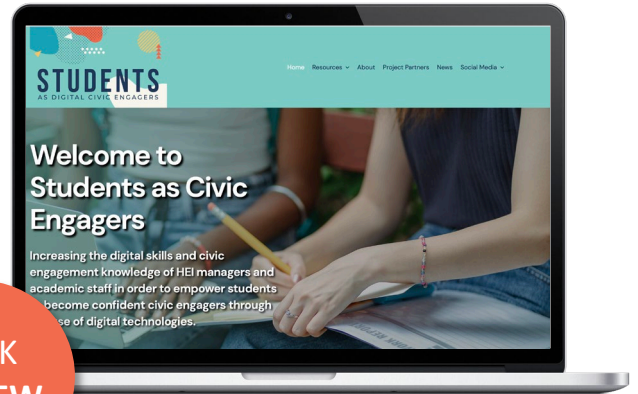 STUDENTS
AS DIGITAL CIVIC ENGAGERS
Home Resources About Project Partners News Social Media
Welcome to
Students as Civic
Engagers
Increasing the digital skills and civic
engagement knowledge of HEI managers and
academic staff in order to empower students
become confident civic engagers through
of digital technologies.